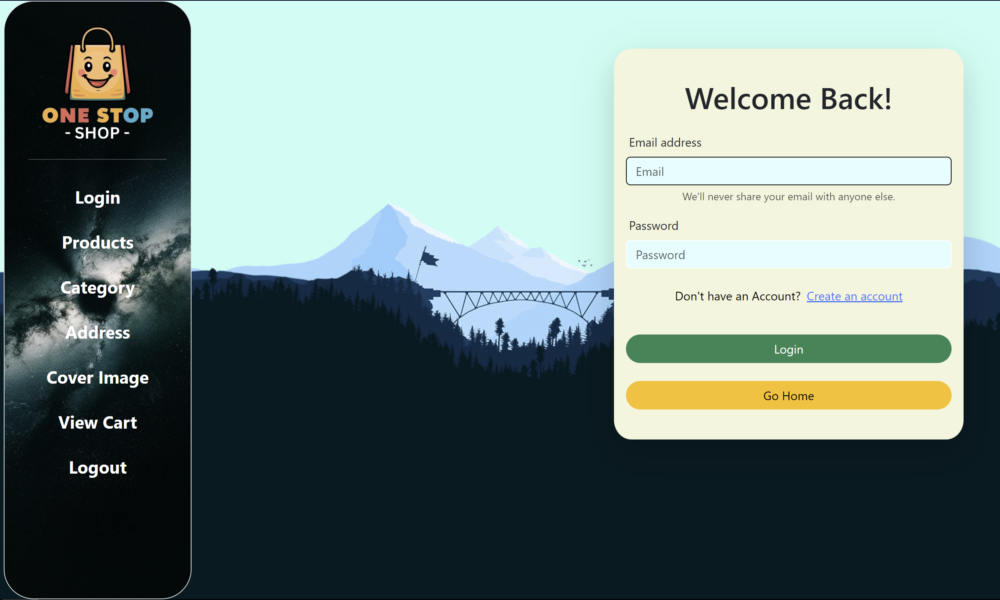 ONE STOP
- SHOP -
Login
Products
Category
Address
Cover Image
View Cart
Logout
Welcome Back!
Email address
Email
We'll never share your email with anyone else.
Password
Password
Don't have an Account? Create an account
Login
Go Home